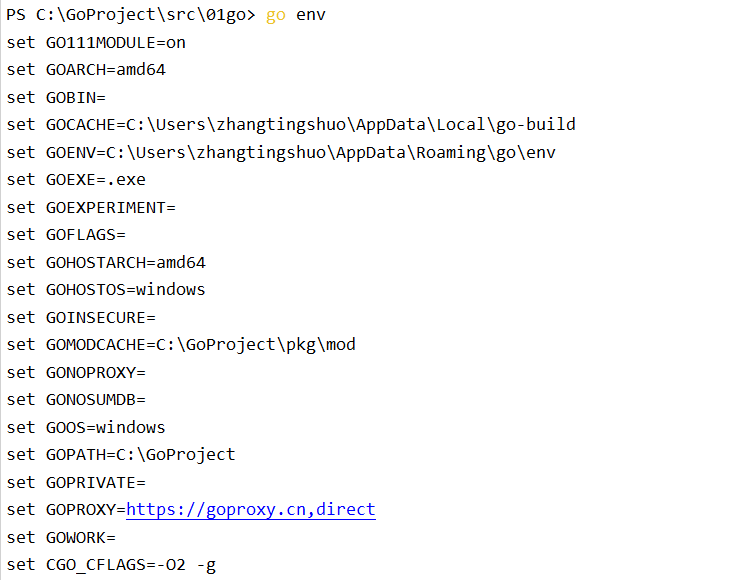 PS C:\GoProject\src\01go> go env
set GO111MODULE=on
set GOARCH=amd64
set GOBIN=
set GOCACHE=C:\Users\zhangtingshuo\AppData\Local\go-build
set GOENV=C:\Users\zhangtingshuo\AppData\Roaming\go\env
set GOEXE=.exe
set GOEXPERIMENT=
set GOFLAGS=
set GOHOSTARCH=amd64
set GOHOSTOS=windows
set GOINSECURE=
set GOMODCACHE=C:\GoProject\pkg\mod
set GONOPROXY=
set GONOSUMDB=
set GOOS=windows
set GOPATH=C:\GoProject
set GOPRIVATE=
set GOPROXY=https://goproxy.cn,direct
set GOWORK=
set CGO_CFLAGS=-O2 -g